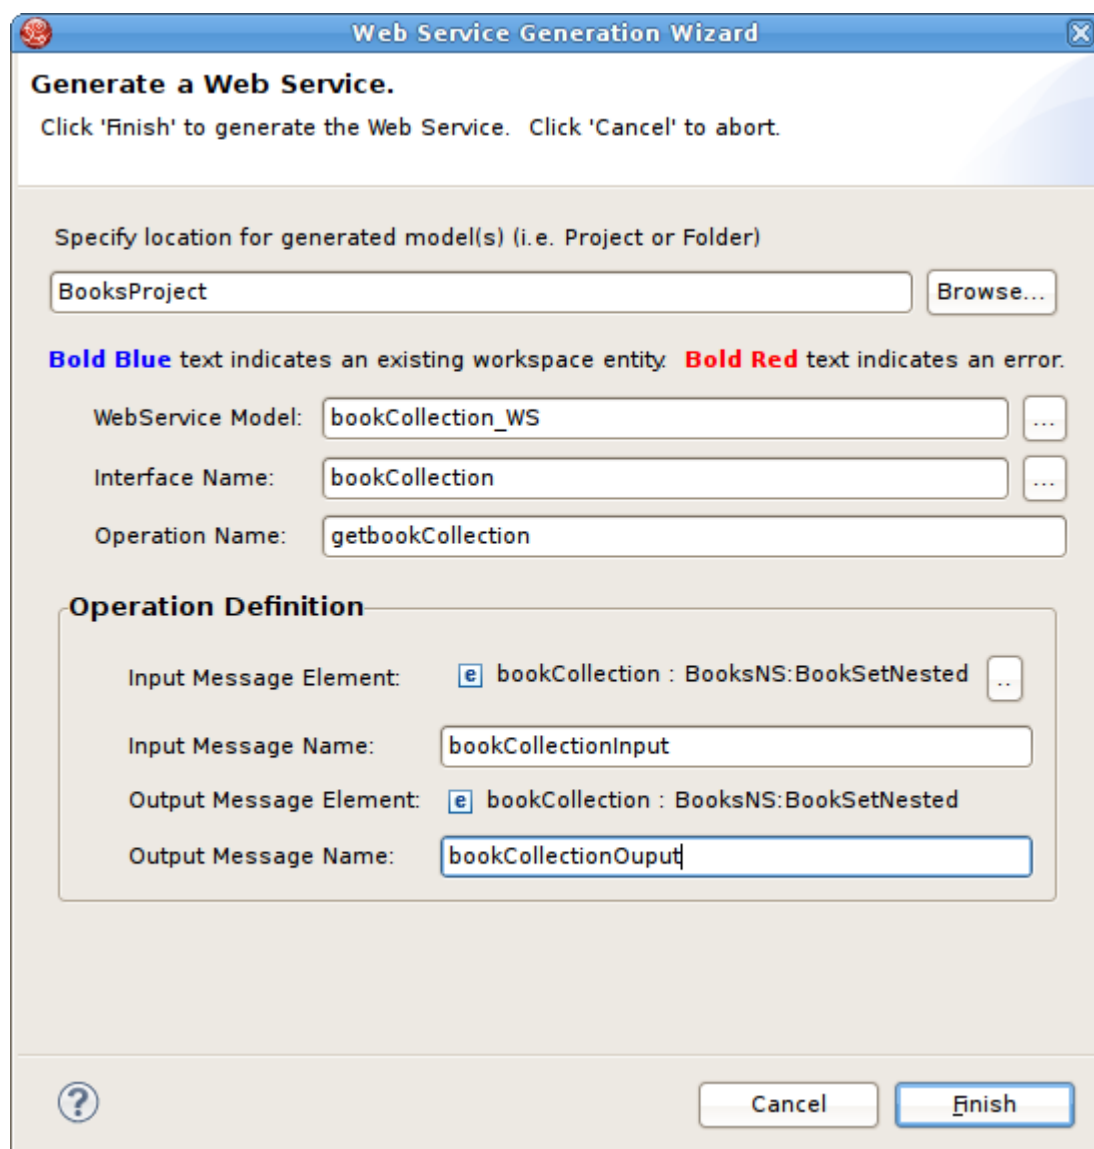 Web Service Generation Wizard
Generate a Web Service.
Click 'Finish' to generate the Web Service. Click 'Cancel' to abort.
Specify location for generated model(s) (i.e. Project or Folder)
BooksProject Browse...
Bold Blue text indicates an existing workspace entity. Bold Red text indicates an error.
WebService Model: bookCollection_WS ...
Interface Name: bookCollection ...
Operation Name: getbookCollection
Operation Definition
Input Message Element: e bookCollection : BooksNS:BookSetNested ..
Input Message Name: bookCollectionInput
Output Message Element: e bookCollection : BooksNS:BookSetNested
Output Message Name: bookCollectionOuput
? Cancel Finish